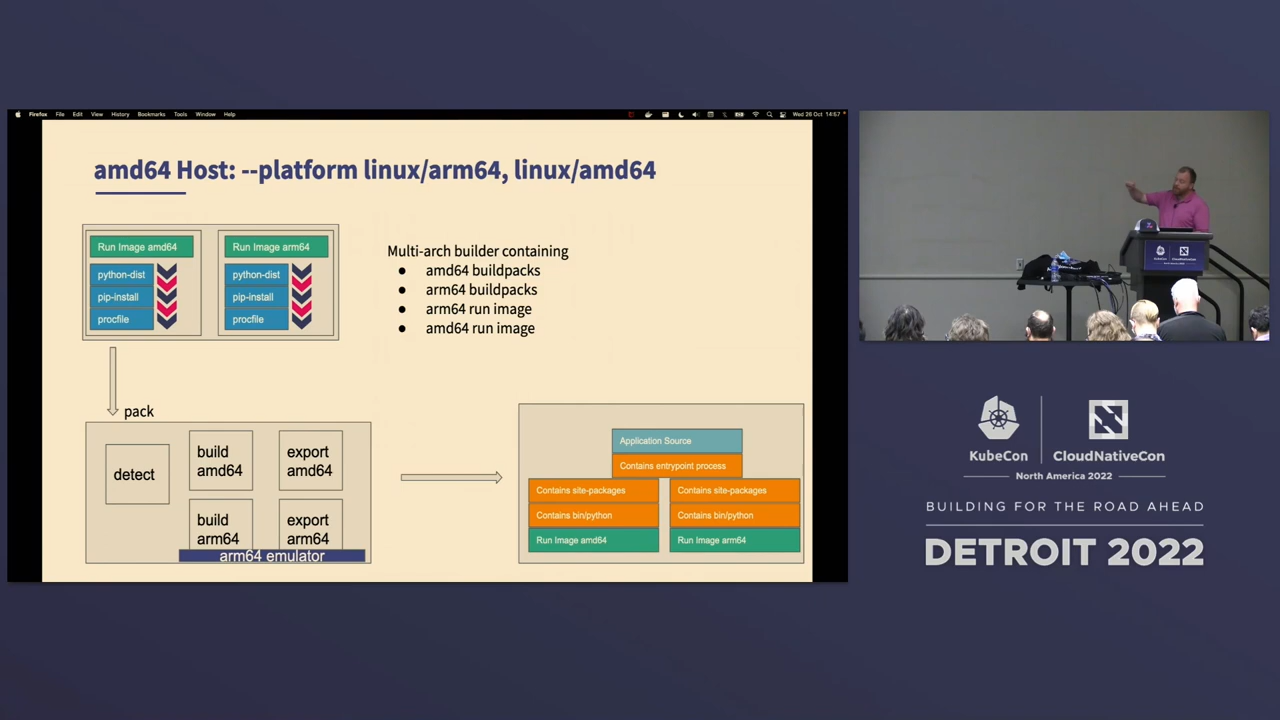 Firefox File Edit View History Bookmarks Tools Window Help
Wed 26 Oct 14:57
amd64 Host: --platform linux/arm64, linux/amd64
Run Image amd64
python-dist
pip-install
procfile
Run Image arm64
python-dist
pip-install
procfile
Multi-arch builder containing
● amd64 buildpacks
● arm64 buildpacks
● arm64 run image
● amd64 run image
pack
detect
build
amd64
export
amd64
build
arm64
export
arm64
arm64 emulator
Application Source
Contains entrypoint process
Contains site-packages
Contains bin/python
Run Image amd64
Contains site-packages
Contains bin/python
Run Image arm64
KubeCon CloudNativeCon
KubeCon
CloudNativeCon
North America 2022
BUILDING FOR THE ROAD AHEAD
DETROIT 2022